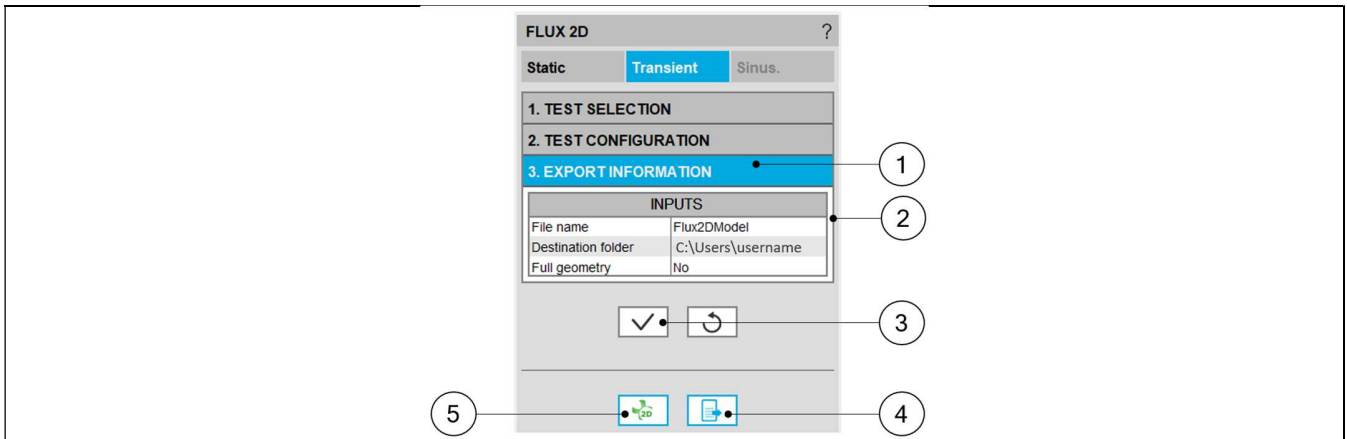 FLUX 2D ?
Static Transient Sinus.
1. TEST SELECTION
2. TEST CONFIGURATION
3. EXPORT INFORMATION
1
INPUTS
2
File name Flux2DModel
Destination folder C:\Users\username
Full geometry No
3
5
2D
4